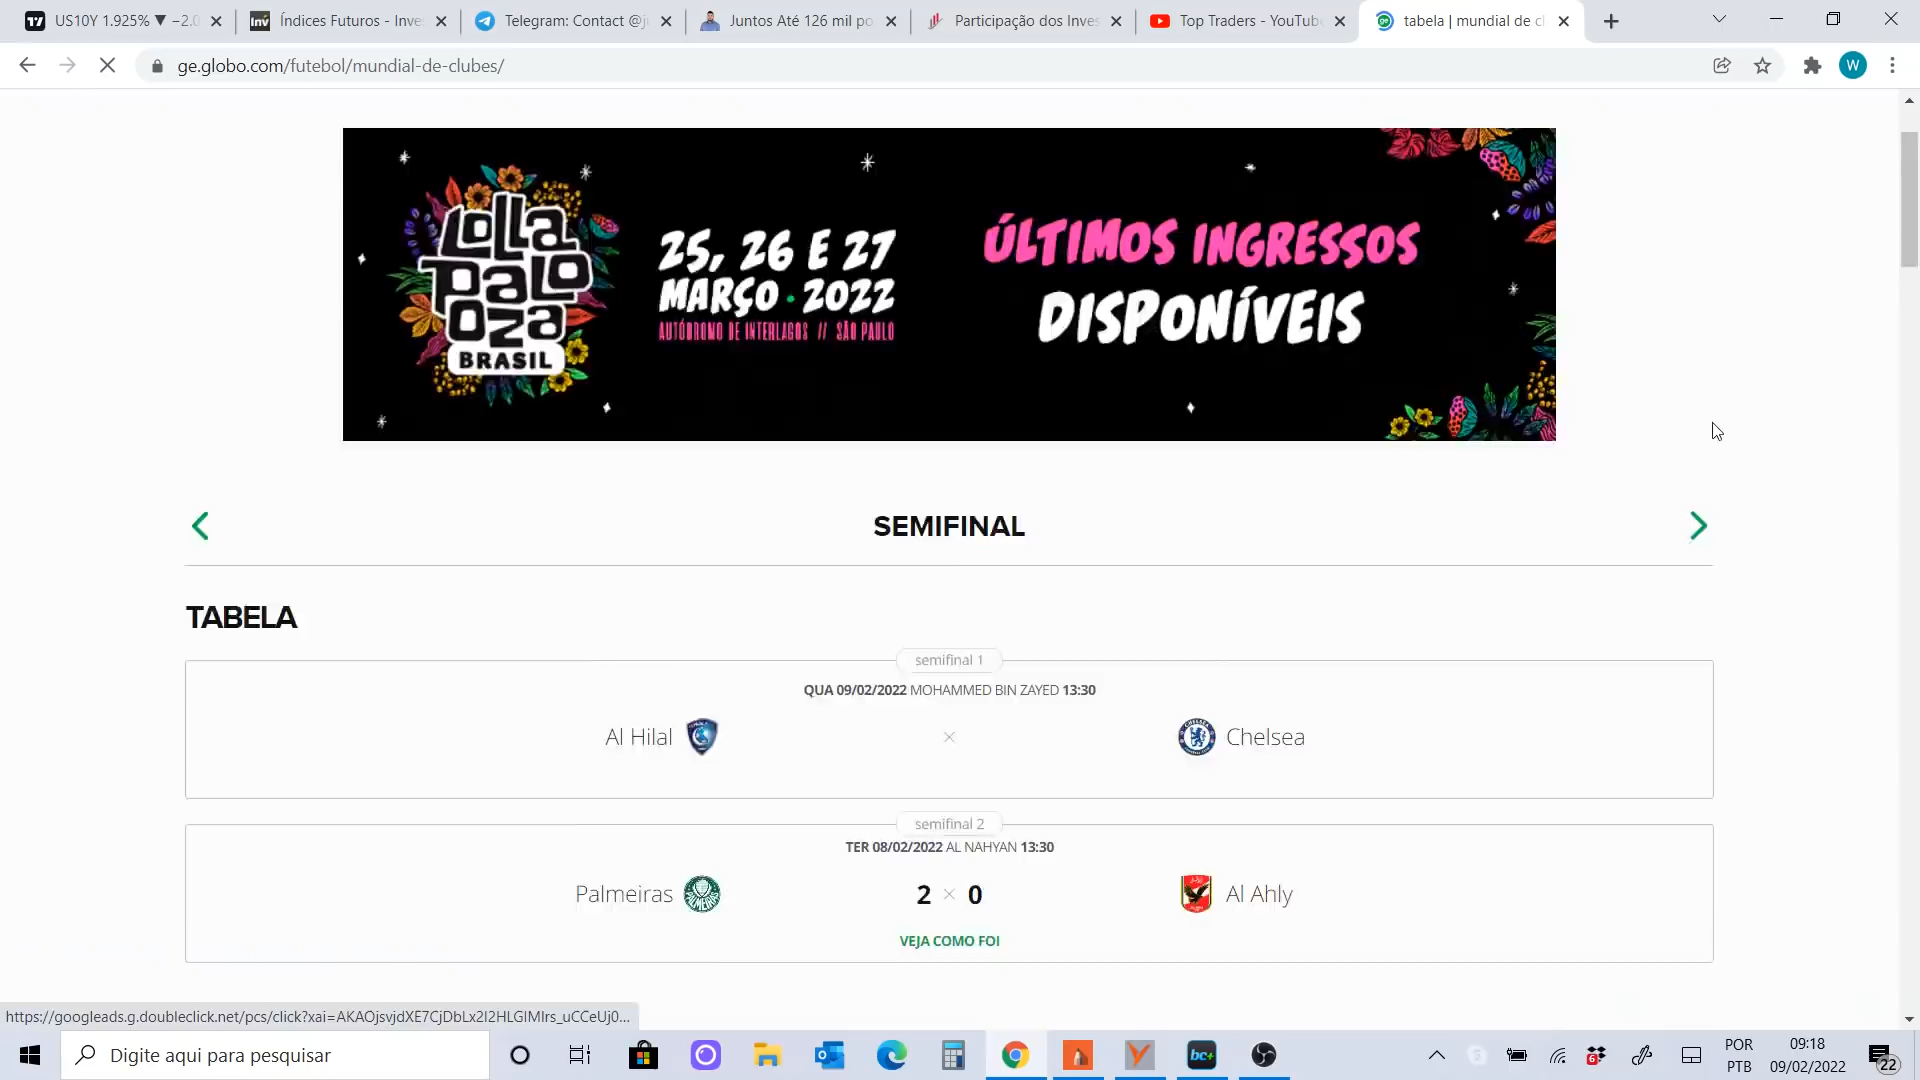 US10Y 1.925% ▼ −2.0
Índices Futuros - Inve
Telegram: Contact @j
Juntos Até 126 mil po
Participação dos Inves
Top Traders - YouTube
tabela | mundial de cl
ge.globo.com/futebol/mundial-de-clubes/
W
LOLLAPALOOZA
BRASIL
25, 26 E 27
MARÇO · 2022
AUTÓDROMO DE INTERLAGOS // SÃO PAULO
ÚLTIMOS INGRESSOS
DISPONÍVEIS
SEMIFINAL
TABELA
semifinal 1
QUA 09/02/2022 MOHAMMED BIN ZAYED 13:30
Al Hilal × Chelsea
semifinal 2
TER 08/02/2022 AL NAHYAN 13:30
Palmeiras 2 × 0 Al Ahly
VEJA COMO FOI
https://googleads.g.doubleclick.net/pcs/click?xai=AKAOjsvjdXE7CjDbLx2I2HLGIMIrs_uCCeUj0...
Digite aqui para pesquisar
bc+
POR
PTB
09:18
09/02/2022
22